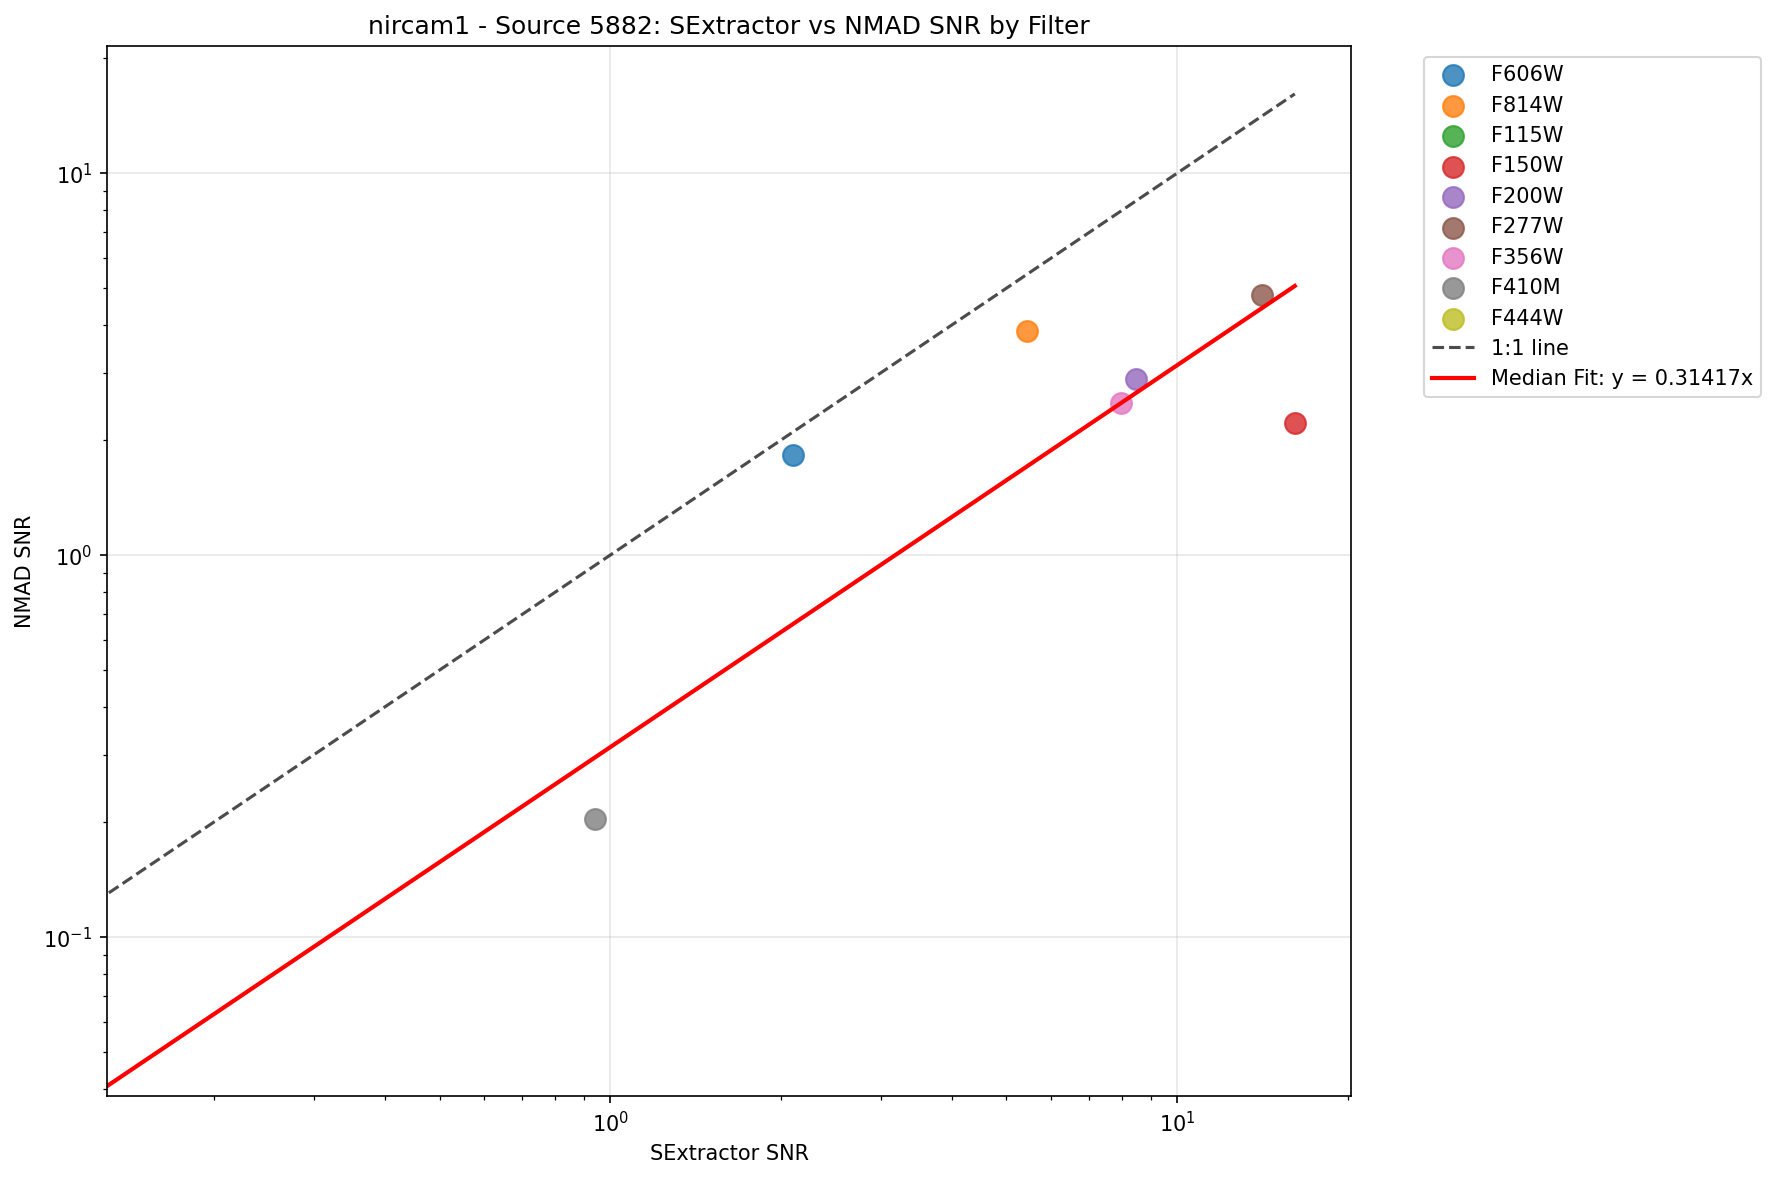 nircam1 - Source 5882: SExtractor vs NMAD SNR by Filter
F606W
F814W
F115W
F150W
F200W
F277W
F356W
F410M
F444W
1:1 line
Median Fit: y = 0.31417x
NMAD SNR
10¹
10⁰
10⁻¹
10⁰
10¹
SExtractor SNR